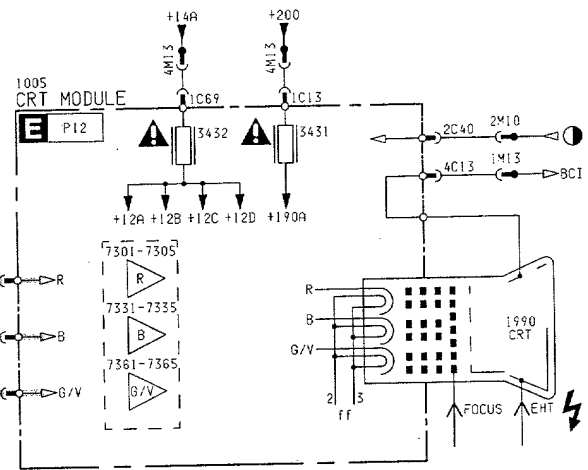 +14A
+200
4M13
4M13
1005
CRT MODULE
E P12
1C69
1C13
3432
3431
2C40
2M10
4C13
1M13
BCI
+12A +12B +12C +12D
+190A
7301-7305
R
R
7331-7335
B
B
7361-7365
G/V
G/V
R
B
G/V
1990
CRT
2
3
ff
FOCUS
EHT